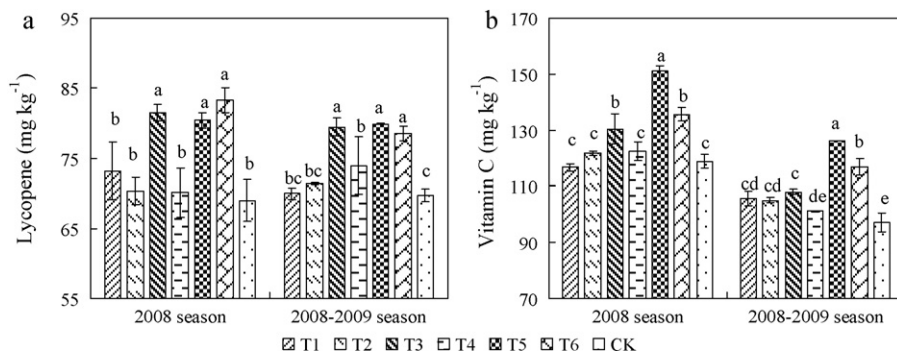 a
Lycopene (mg kg⁻¹)
95
85
75
65
55
b
b
a
b
a
a
b
bc
bc
a
b
a
a
c
2008 season
2008-2009 season
b
Vitamin C (mg kg⁻¹)
170
150
130
110
90
70
c
c
b
c
a
b
c
cd
cd
c
de
a
b
e
2008 season
2008-2009 season
T1 T2 T3 T4 T5 T6 CK